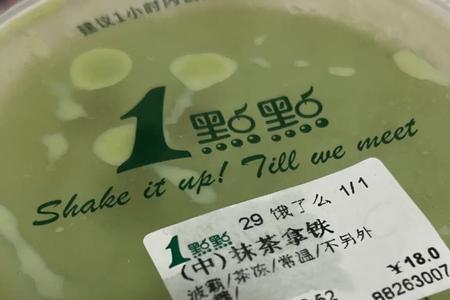 建议1小时内
1點點
Shake it up! Till we meet
29 饿了么 1/1
1點點
(中)抹茶拿铁
波霸/茶冻/常温/不另外
¥18.0
BB263007